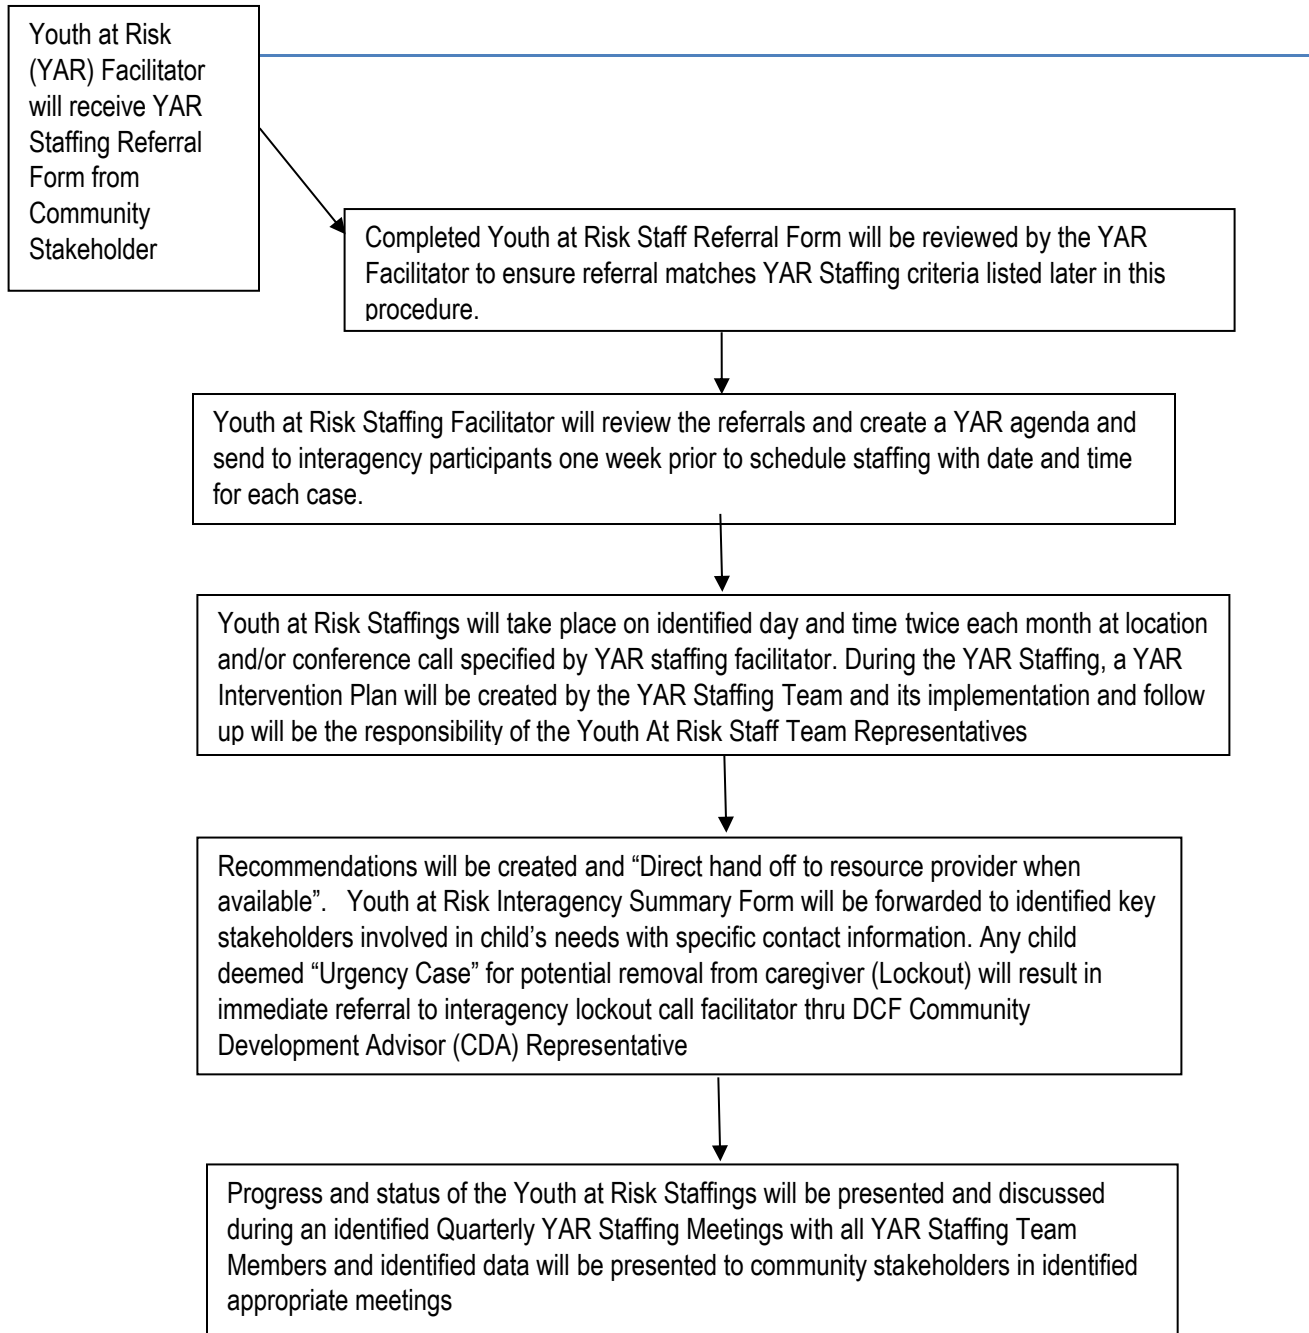 Youth at Risk
(YAR) Facilitator
will receive YAR
Staffing Referral
Form from
Community
Stakeholder
Completed Youth at Risk Staff Referral Form will be reviewed by the YAR
Facilitator to ensure referral matches YAR Staffing criteria listed later in this
procedure.
Youth at Risk Staffing Facilitator will review the referrals and create a YAR agenda and
send to interagency participants one week prior to schedule staffing with date and time
for each case.
Youth at Risk Staffings will take place on identified day and time twice each month at location
and/or conference call specified by YAR staffing facilitator. During the YAR Staffing, a YAR
Intervention Plan will be created by the YAR Staffing Team and its implementation and follow
up will be the responsibility of the Youth At Risk Staff Team Representatives
Recommendations will be created and “Direct hand off to resource provider when
available”.   Youth at Risk Interagency Summary Form will be forwarded to identified key
stakeholders involved in child’s needs with specific contact information. Any child
deemed “Urgency Case” for potential removal from caregiver (Lockout) will result in
immediate referral to interagency lockout call facilitator thru DCF Community
Development Advisor (CDA) Representative
Progress and status of the Youth at Risk Staffings will be presented and discussed
during an identified Quarterly YAR Staffing Meetings with all YAR Staffing Team
Members and identified data will be presented to community stakeholders in identified
appropriate meetings